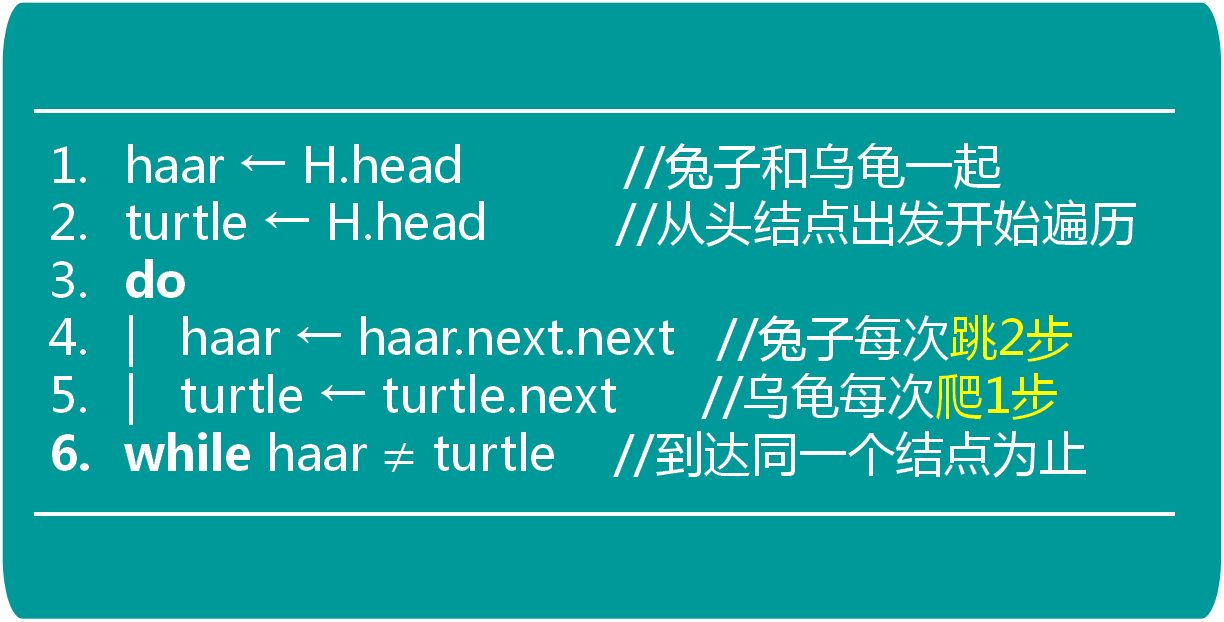 1. haar ← H.head //兔子和乌龟一起
2. turtle ← H.head //从头结点出发开始遍历
3. do
4. | haar ← haar.next.next //兔子每次跳2步
5. | turtle ← turtle.next //乌龟每次爬1步
6. while haar ≠ turtle //到达同一个结点为止